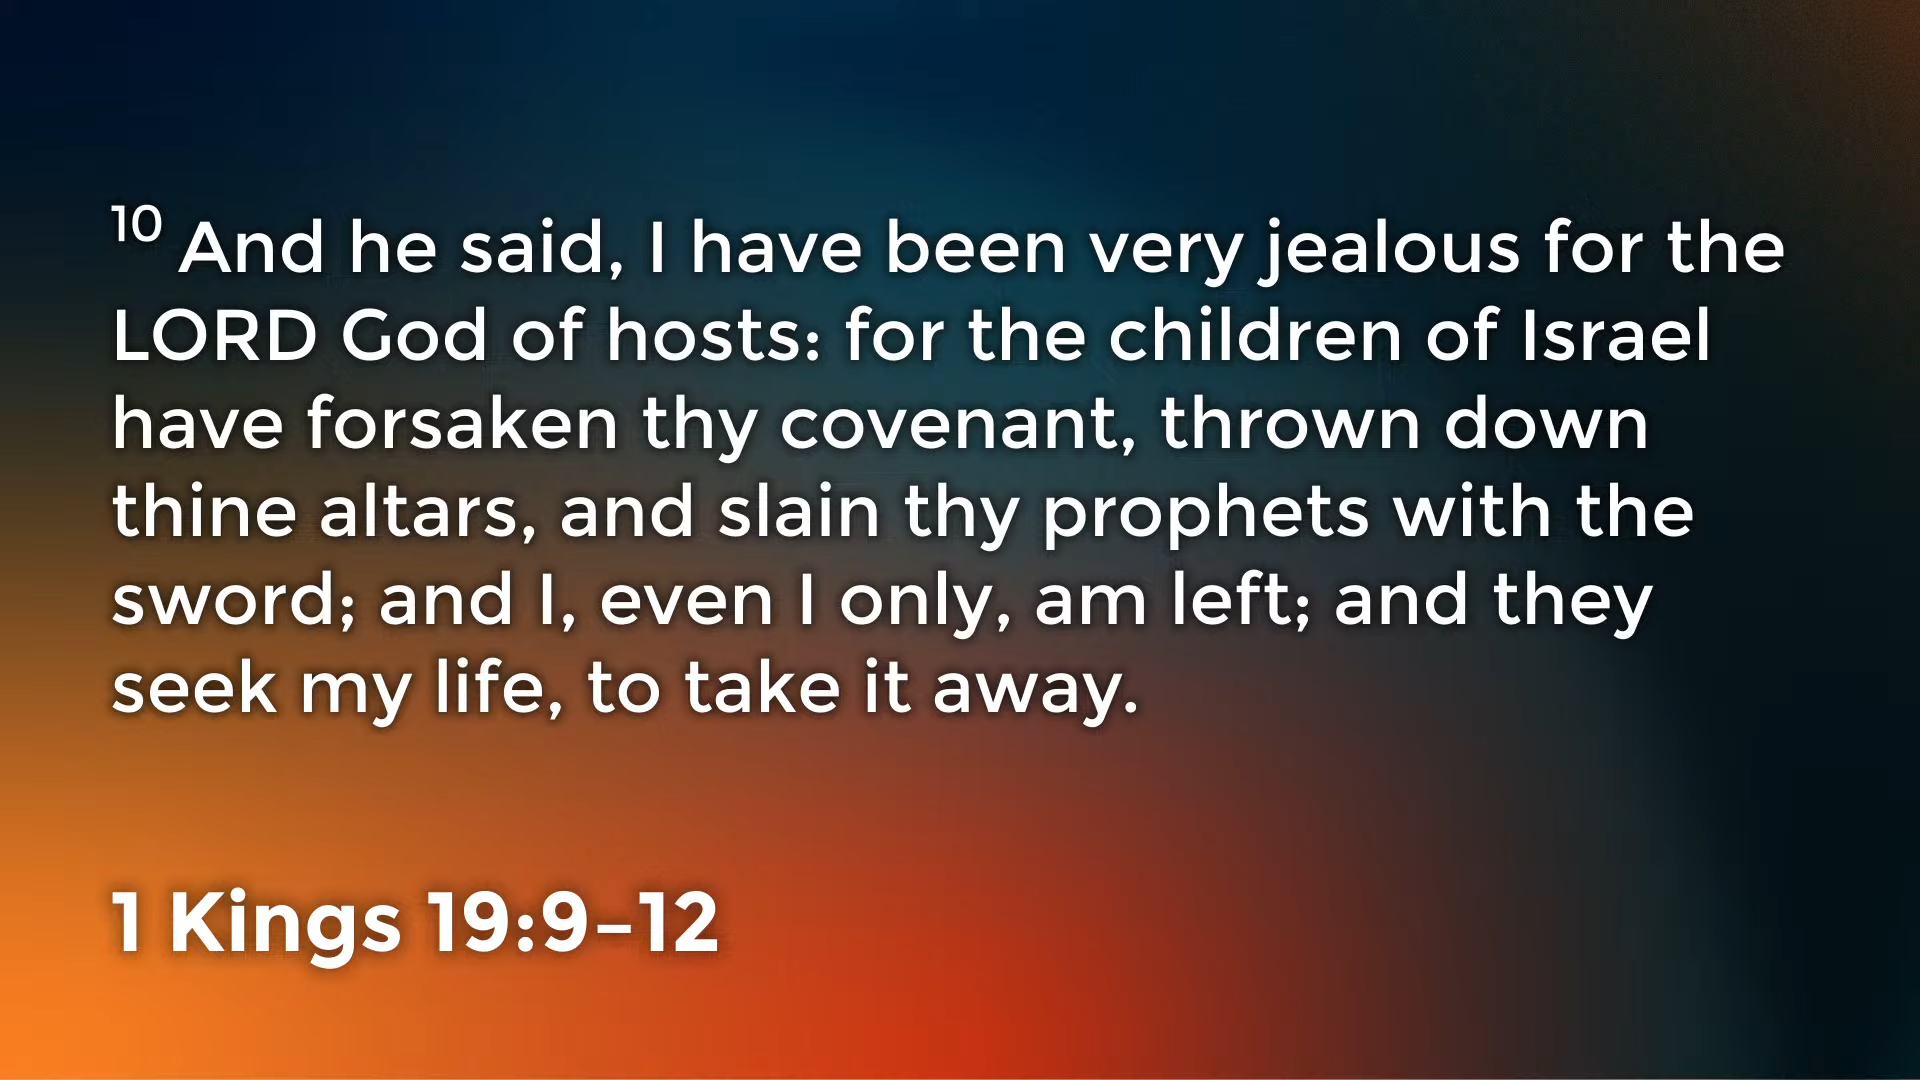 10 And he said, I have been very jealous for the
LORD God of hosts: for the children of Israel
have forsaken thy covenant, thrown down
thine altars, and slain thy prophets with the
sword; and I, even I only, am left; and they
seek my life, to take it away.
1 Kings 19:9–12